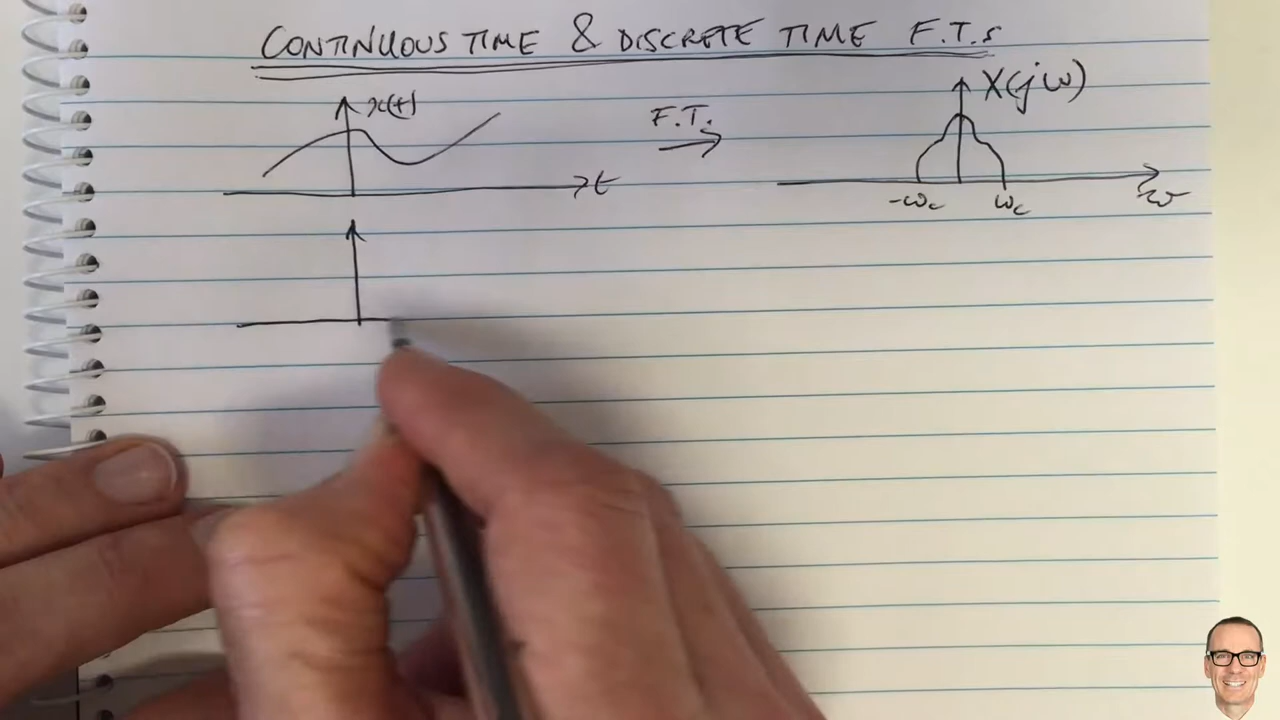 CONTINUOUS TIME & DISCRETE TIME F.T.s
x(t)
F.T.
X(jω)
t
-ωc
ωc
ω